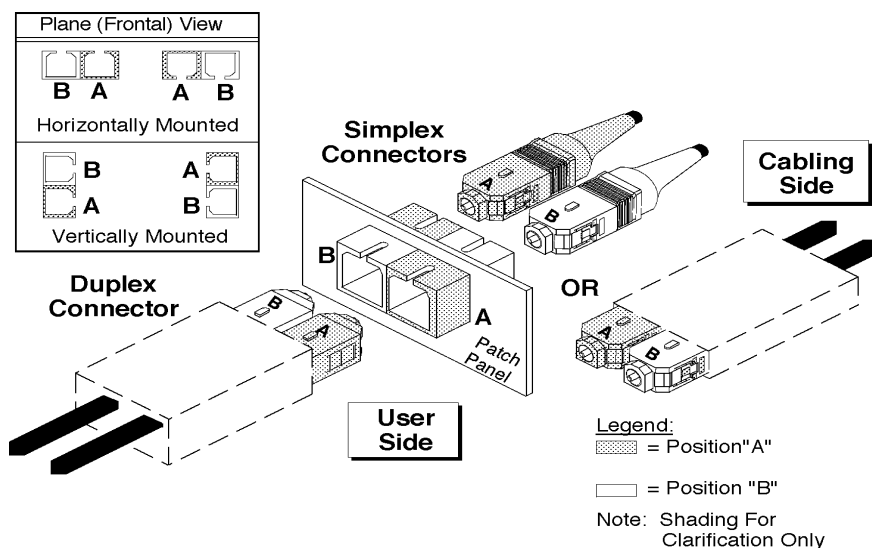 Plane (Frontal) View
B A
A B
Horizontally Mounted
B
A
A
B
Vertically Mounted
Simplex
Connectors
A
B
Cabling
Side
B
A
Patch
Panel
Duplex
Connector
B
A
OR
A
B
User
Side
Legend:
= Position"A"
= Position "B"
Note: Shading For
Clarification Only